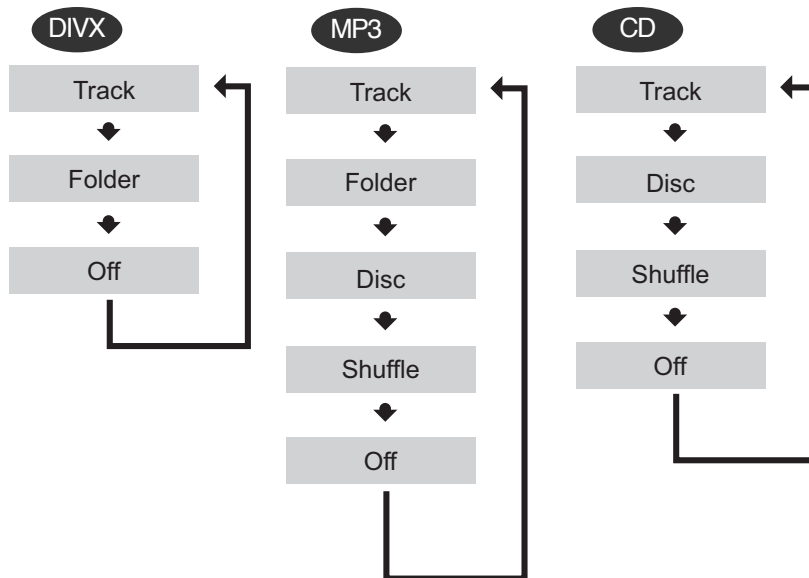 DIVX
Track
Folder
Off
MP3
Track
Folder
Disc
Shuffle
Off
CD
Track
Disc
Shuffle
Off